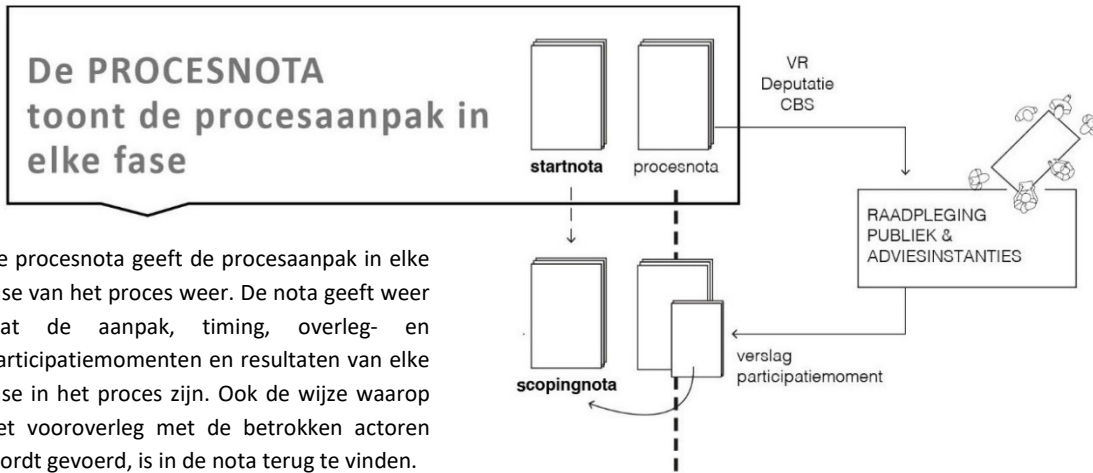 De PROCESNOTA
toont de procesaanpak in
elke fase
startnota
procesnota
VR
Deputatie
CBS
RAADPLEGING
PUBLIEK &
ADVIESINSTANTIES
verslag
participatiemoment
scopingnota
e procesnota geeft de procesaanpak in elke
se van het proces weer. De nota geeft weer
at de aanpak, timing, overleg- en
articipatiemomenten en resultaten van elke
se in het proces zijn. Ook de wijze waarop
et vooroverleg met de betrokken actoren
ordt gevoerd, is in de nota terug te vinden.